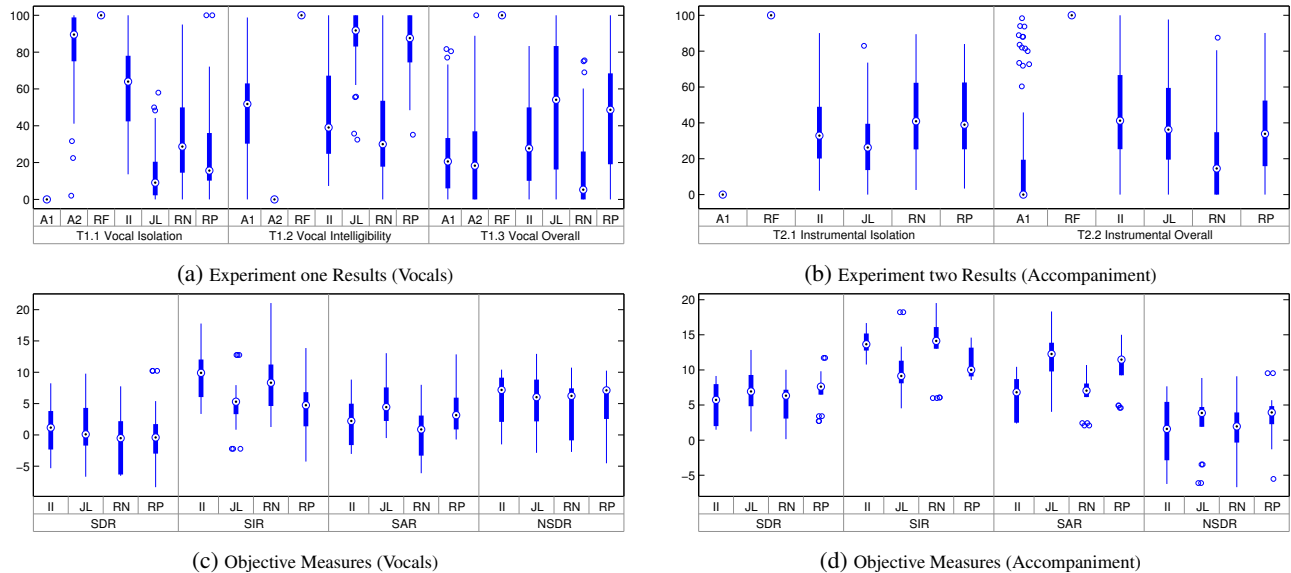 100
80
60
40
20
0
A1 A2 RF II JL RN RP A1 A2 RF II JL RN RP A1 A2 RF II JL RN RP
T1.1 Vocal Isolation T1.2 Vocal Intelligibility T1.3 Vocal Overall
(a) Experiment one Results (Vocals)
100
80
60
40
20
0
A1 RF II JL RN RP A1 RF II JL RN RP
T2.1 Instrumental Isolation T2.2 Instrumental Overall
(b) Experiment two Results (Accompaniment)
20
15
10
5
0
−5
II JL RN RP II JL RN RP II JL RN RP II JL RN RP
SDR SIR SAR NSDR
(c) Objective Measures (Vocals)
20
15
10
5
0
−5
II JL RN RP II JL RN RP II JL RN RP II JL RN RP
SDR SIR SAR NSDR
(d) Objective Measures (Accompaniment)